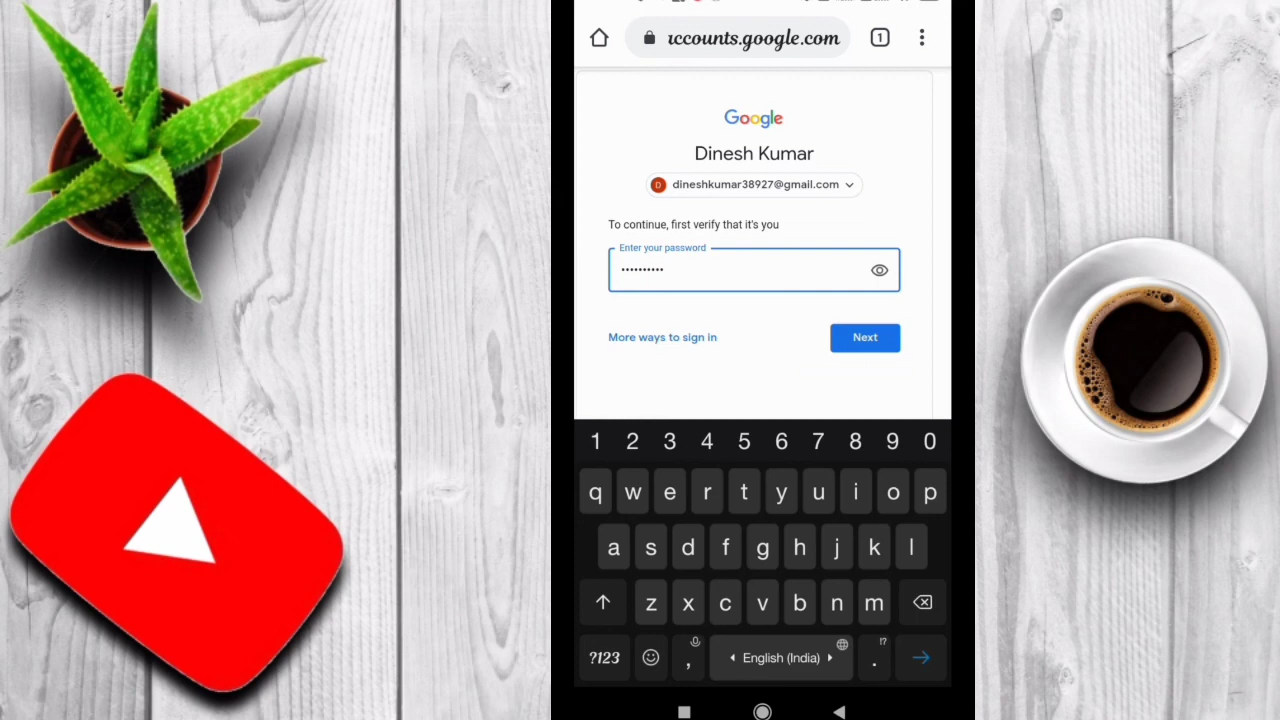 accounts.google.com
1
Google
Dinesh Kumar
D
dineshkumar38927@gmail.com
To continue, first verify that it's you
Enter your password
••••••••••
More ways to sign in
Next
1 2 3 4 5 6 7 8 9 0
q w e r t y u i o p
a s d f g h j k l
z x c v b n m
?123 , English (India) . !?